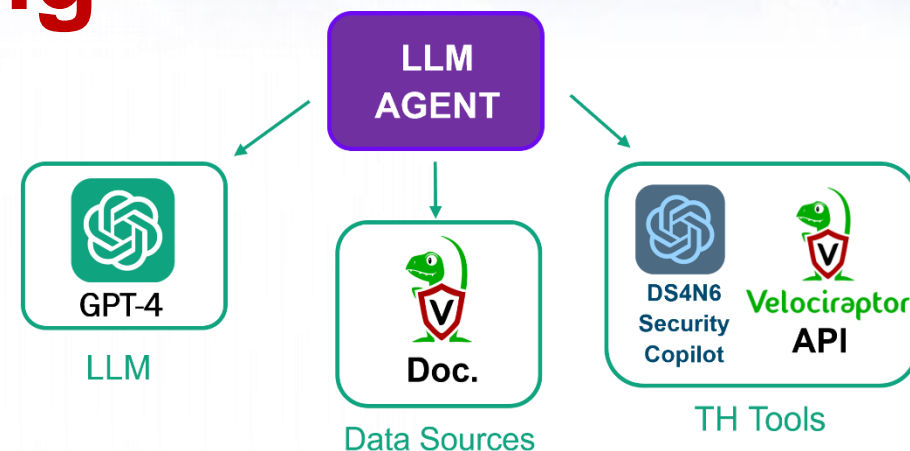 LLM
AGENT
GPT-4
LLM
V
Doc.
Data Sources
DS4N6
Security
Copilot
V
Velociraptor
API
TH Tools